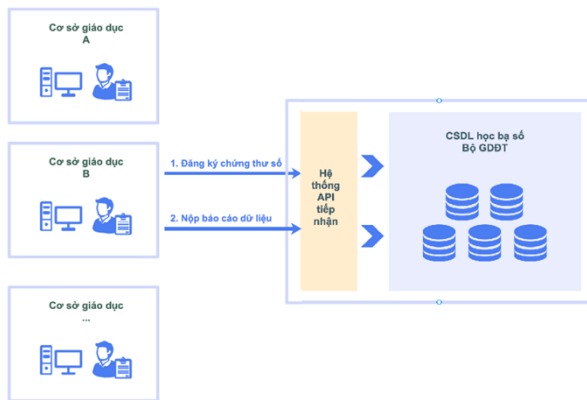 Cơ sở giáo dục
A
Cơ sở giáo dục
B
1. Đăng ký chứng thư số
2. Nộp báo cáo dữ liệu
Hệ
thống
API
tiếp
nhận
CSDL học bạ số
Bộ GDĐT
Cơ sở giáo dục
...